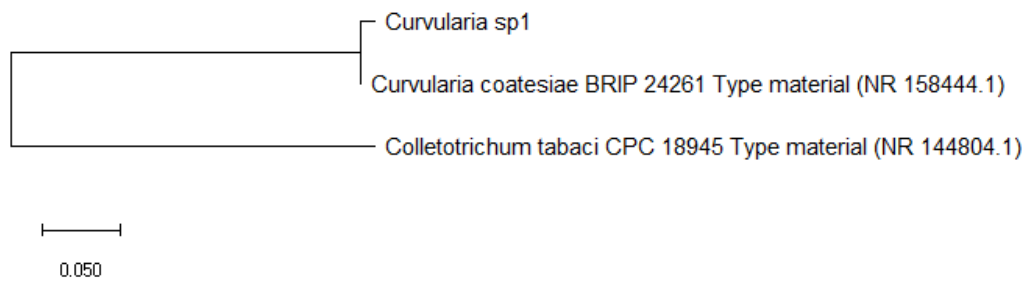 Curvularia sp1
Curvularia coatesiae BRIP 24261 Type material (NR 158444.1)
Colletotrichum tabaci CPC 18945 Type material (NR 144804.1)
0.050